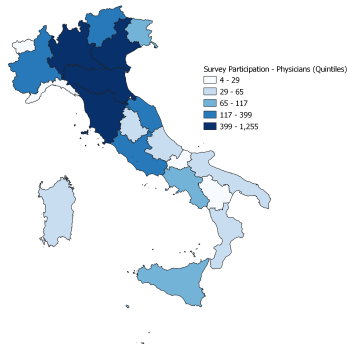 Survey Participation - Physicians (Quintiles)
4 - 29
29 - 65
65 - 117
117 - 399
399 - 1,255